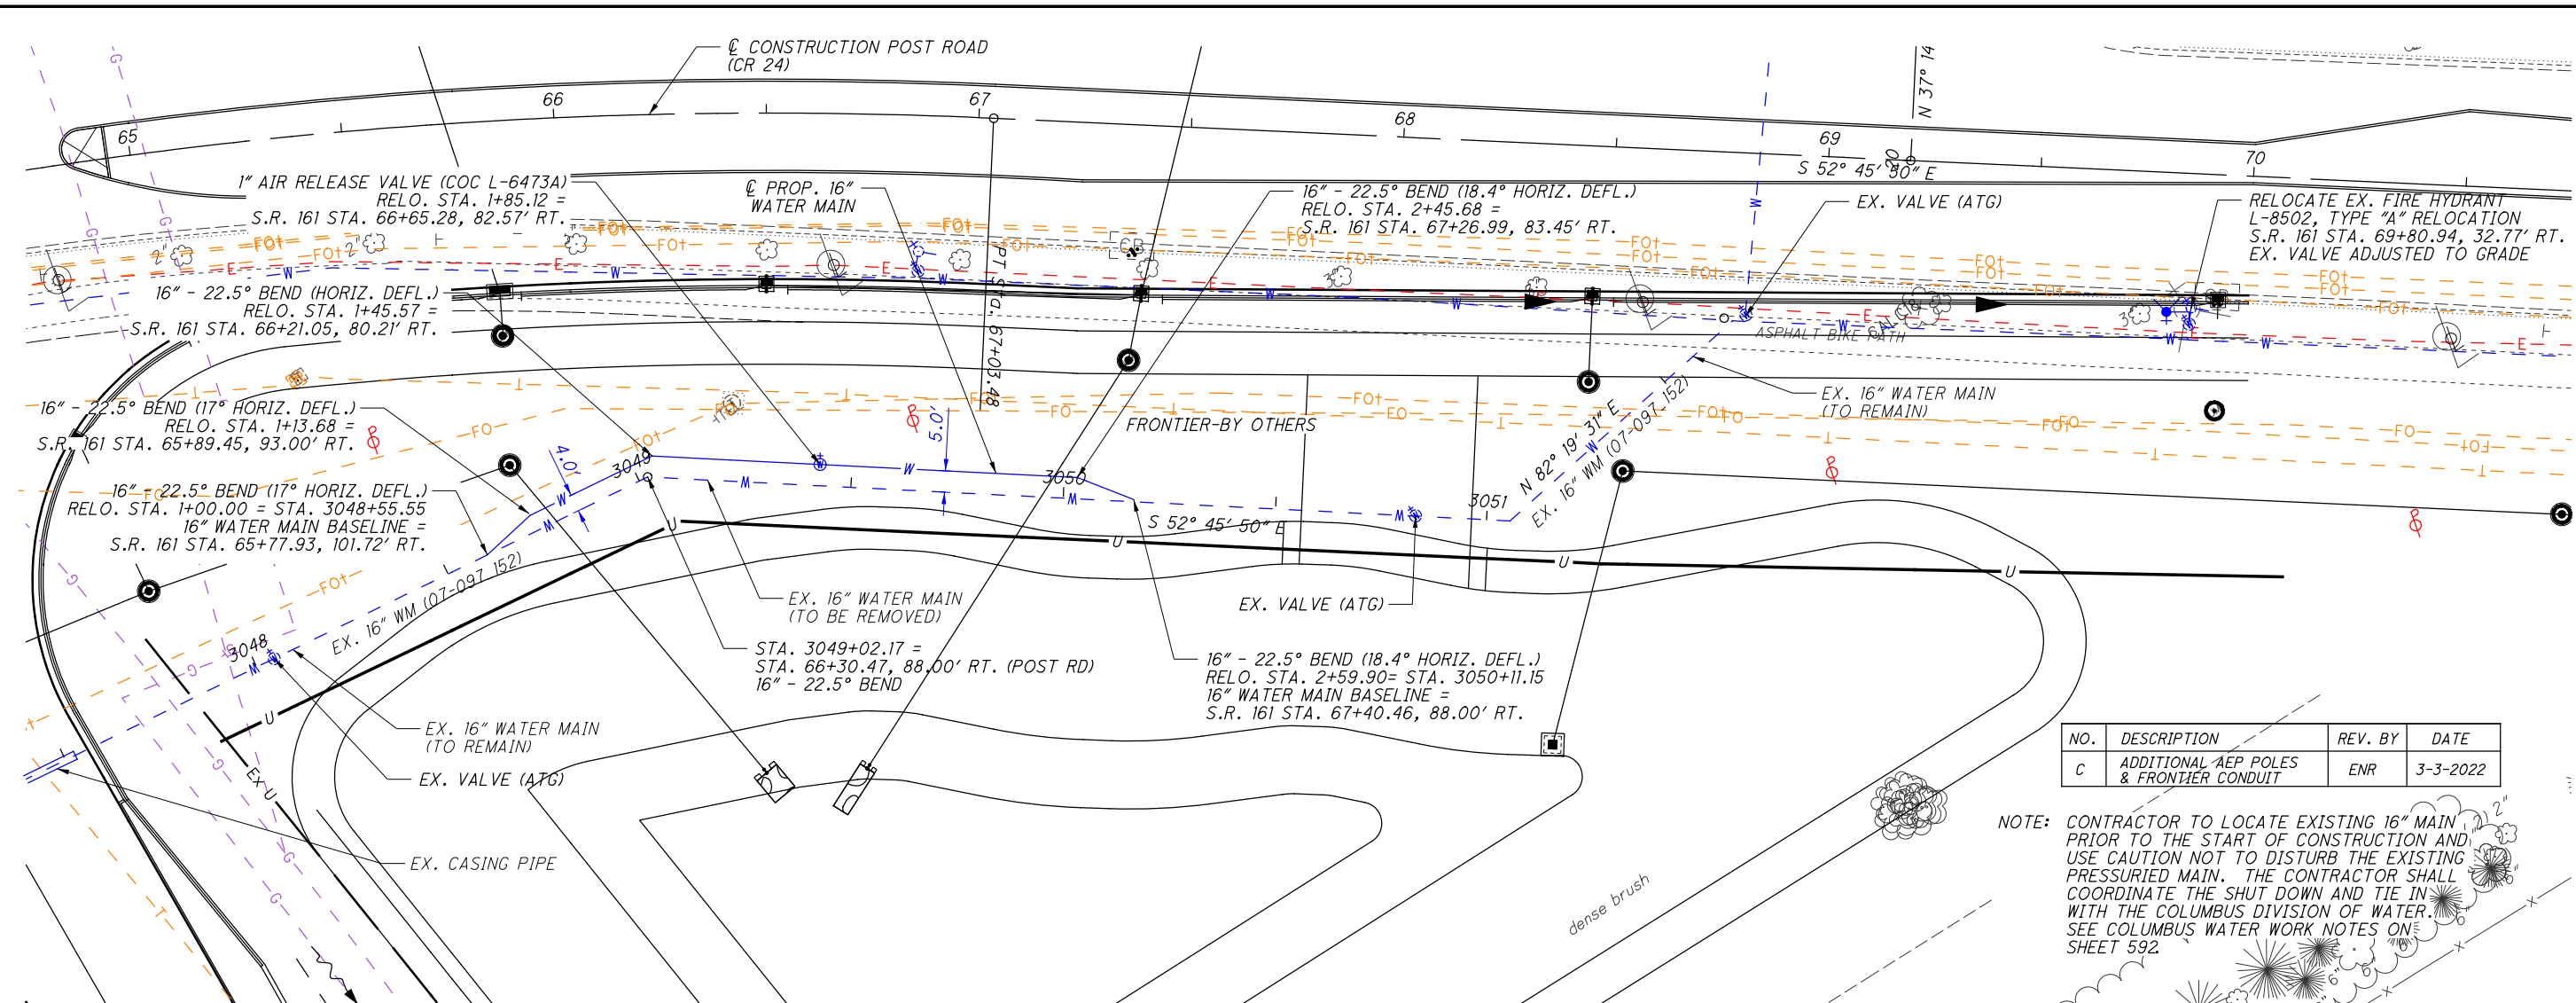 ℄ CONSTRUCTION POST ROAD
(CR 24)
65
66
67
68
69
70
N 37° 14
20
S 52° 45' 50" E
1" AIR RELEASE VALVE (COC L-6473A)
RELO. STA. 1+85.12 =
S.R. 161 STA. 66+65.28, 82.57' RT.
℄ PROP. 16"
WATER MAIN
16" - 22.5° BEND (18.4° HORIZ. DEFL.)
RELO. STA. 2+45.68 =
S.R. 161 STA. 67+26.99, 83.45' RT.
EX. VALVE (ATG)
RELOCATE EX. FIRE HYDRANT
L-8502, TYPE "A" RELOCATION
S.R. 161 STA. 69+80.94, 32.77' RT.
EX. VALVE ADJUSTED TO GRADE
16" - 22.5° BEND (HORIZ. DEFL.)
RELO. STA. 1+45.57 =
S.R. 161 STA. 66+21.05, 80.21' RT.
PT Sta. 67+03.48
CB
ASPHALT BIKE PATH
16" - 22.5° BEND (17° HORIZ. DEFL.)
RELO. STA. 1+13.68 =
S.R. 161 STA. 65+89.45, 93.00' RT.
EX. 16" WATER MAIN
(TO REMAIN)
FRONTIER-BY OTHERS
5.0'
4.0'
3049
3050
3051
N 82° 19' 31" E
EX. 16" WM (07-097 152)
16" - 22.5° BEND (17° HORIZ. DEFL.)
RELO. STA. 1+00.00 = STA. 3048+55.55
16" WATER MAIN BASELINE =
S.R. 161 STA. 65+77.93, 101.72' RT.
S 52° 45' 50" E
EX. 16" WM (07-097 152)
3048
EX. 16" WATER MAIN
(TO BE REMOVED)
EX. VALVE (ATG)
STA. 3049+02.17 =
STA. 66+30.47, 88.00' RT. (POST RD)
16" - 22.5° BEND
16" - 22.5° BEND (18.4° HORIZ. DEFL.)
RELO. STA. 2+59.90= STA. 3050+11.15
16" WATER MAIN BASELINE =
S.R. 161 STA. 67+40.46, 88.00' RT.
EX. 16" WATER MAIN
(TO REMAIN)
EX. VALVE (ATG)
EX. CASING PIPE
Ex U
dense brush
NO. DESCRIPTION REV. BY DATE
C ADDITIONAL AEP POLES & FRONTIER CONDUIT ENR 3-3-2022
NOTE: CONTRACTOR TO LOCATE EXISTING 16" MAIN
PRIOR TO THE START OF CONSTRUCTION AND
USE CAUTION NOT TO DISTURB THE EXISTING
PRESSURIED MAIN. THE CONTRACTOR SHALL
COORDINATE THE SHUT DOWN AND TIE IN
WITH THE COLUMBUS DIVISION OF WATER.
SEE COLUMBUS WATER WORK NOTES ON
SHEET 592.